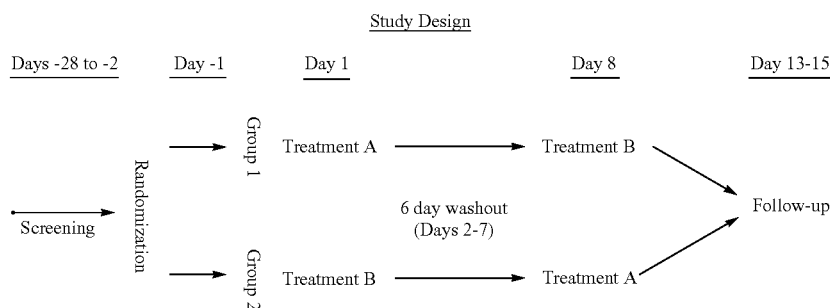 Study Design
Days -28 to -2
Day -1
Day 1
Day 8
Day 13-15
Group 1
Treatment A
Treatment B
Randomization
Screening
6 day washout
(Days 2-7)
Follow-up
Group 2
Treatment B
Treatment A